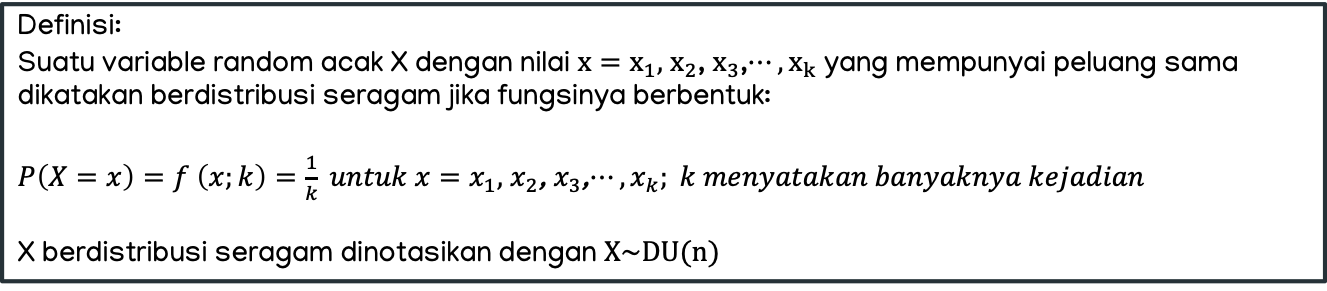 Definisi:
Suatu variable random acak X dengan nilai x = x₁, x₂, x₃,⋯, xₖ yang mempunyai peluang sama
dikatakan berdistribusi seragam jika fungsinya berbentuk:
P(X = x) = f (x; k) = 1/k untuk x = x₁, x₂, x₃,⋯, xₖ; k menyatakan banyaknya kejadian
X berdistribusi seragam dinotasikan dengan X~DU(n)